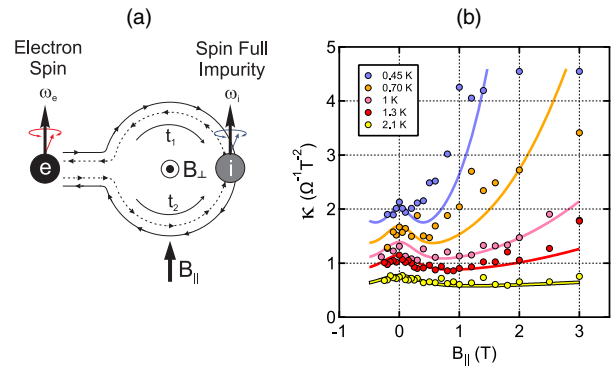 (a)
Electron
Spin
Spin Full
Impurity
ωe
ωi
e
t1
B⊥
i
t2
B∥
(b)
κ (Ω⁻¹T⁻²)
5
4
3
2
1
0
0.45 K
0.70 K
1 K
1.3 K
2.1 K
-1 0 1 2 3
B∥ (T)